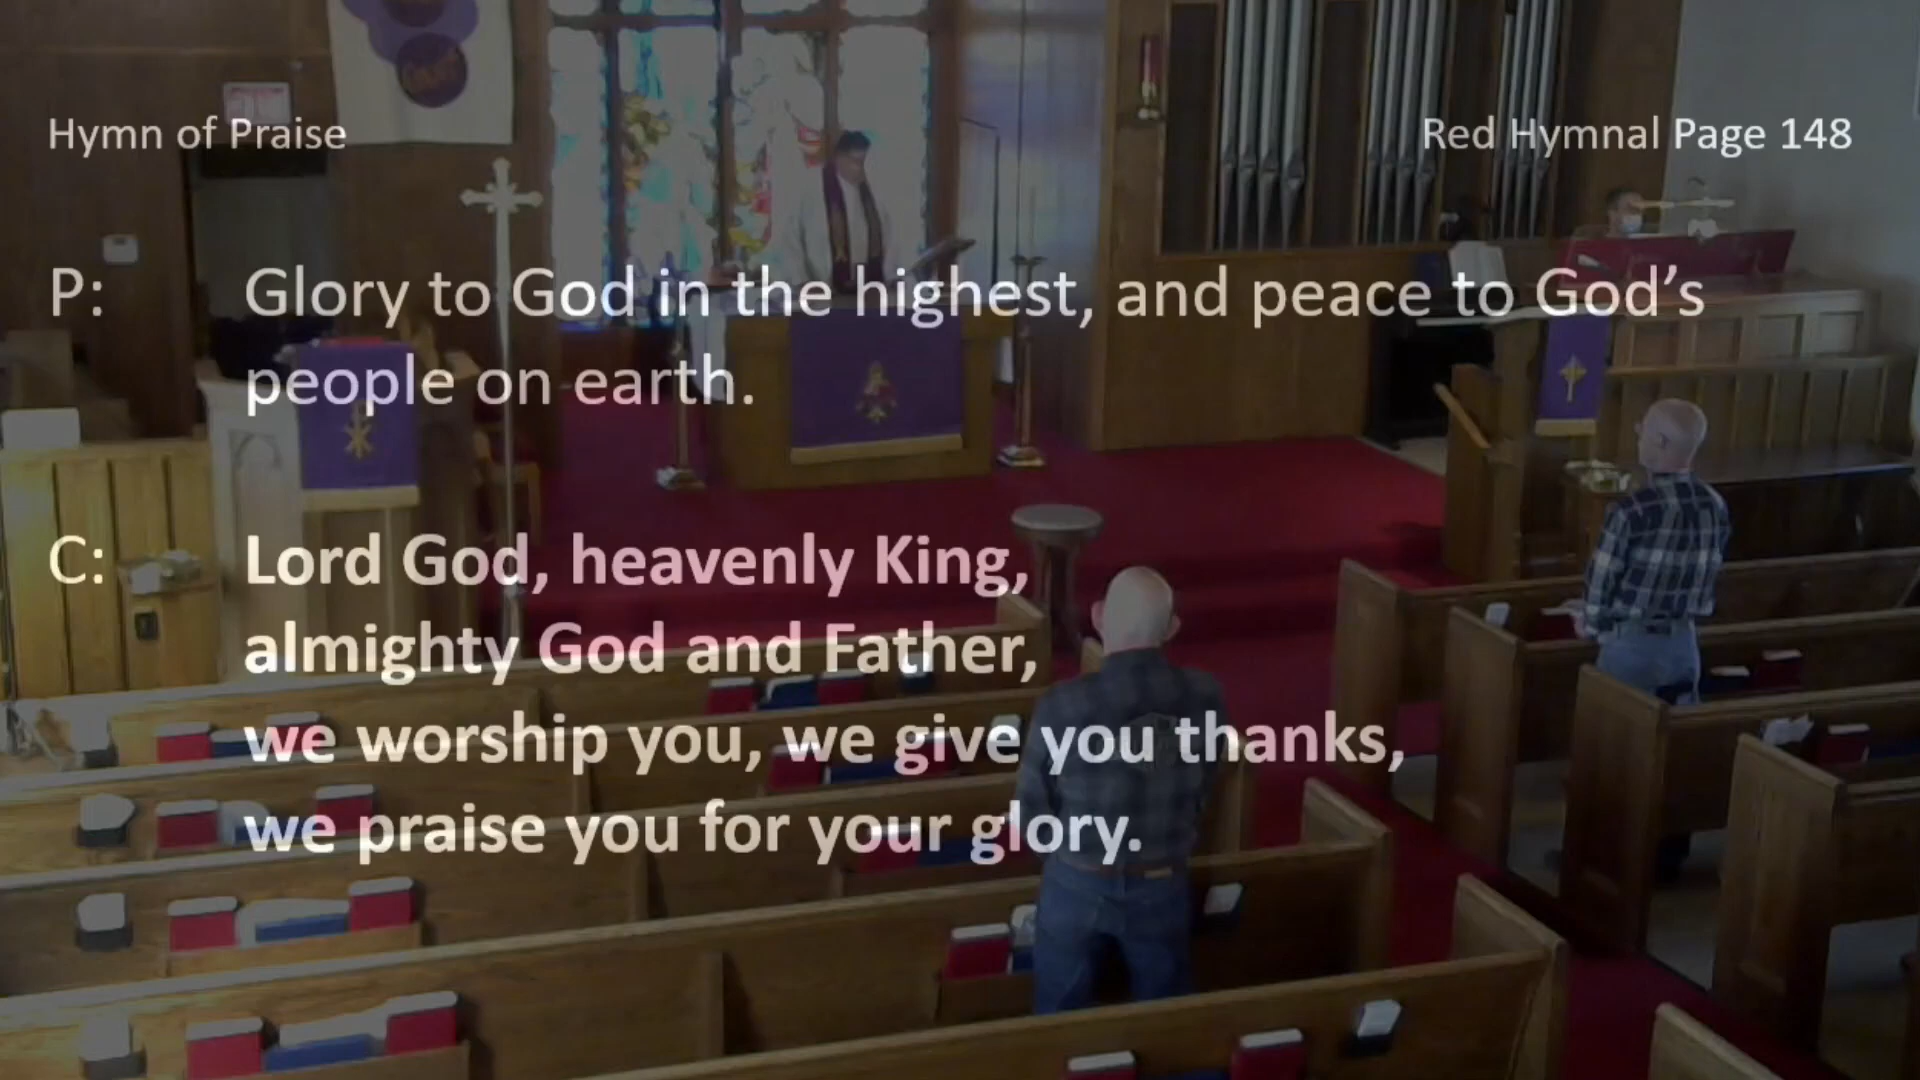 Hymn of Praise
Red Hymnal Page 148
P: Glory to God in the highest, and peace to God’s
people on earth.
C: Lord God, heavenly King,
almighty God and Father,
we worship you, we give you thanks,
we praise you for your glory.